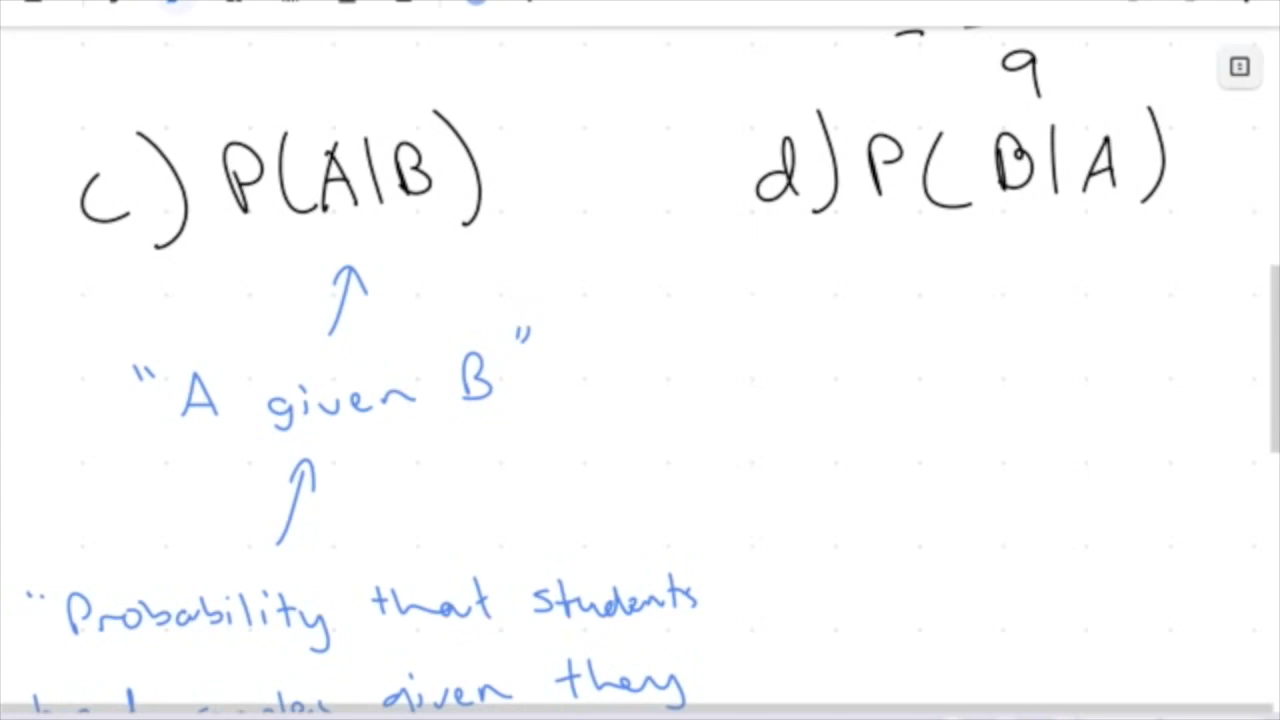 9
c) P(A|B)
d) P(B|A)
"A given B"
"Probability that students
given they